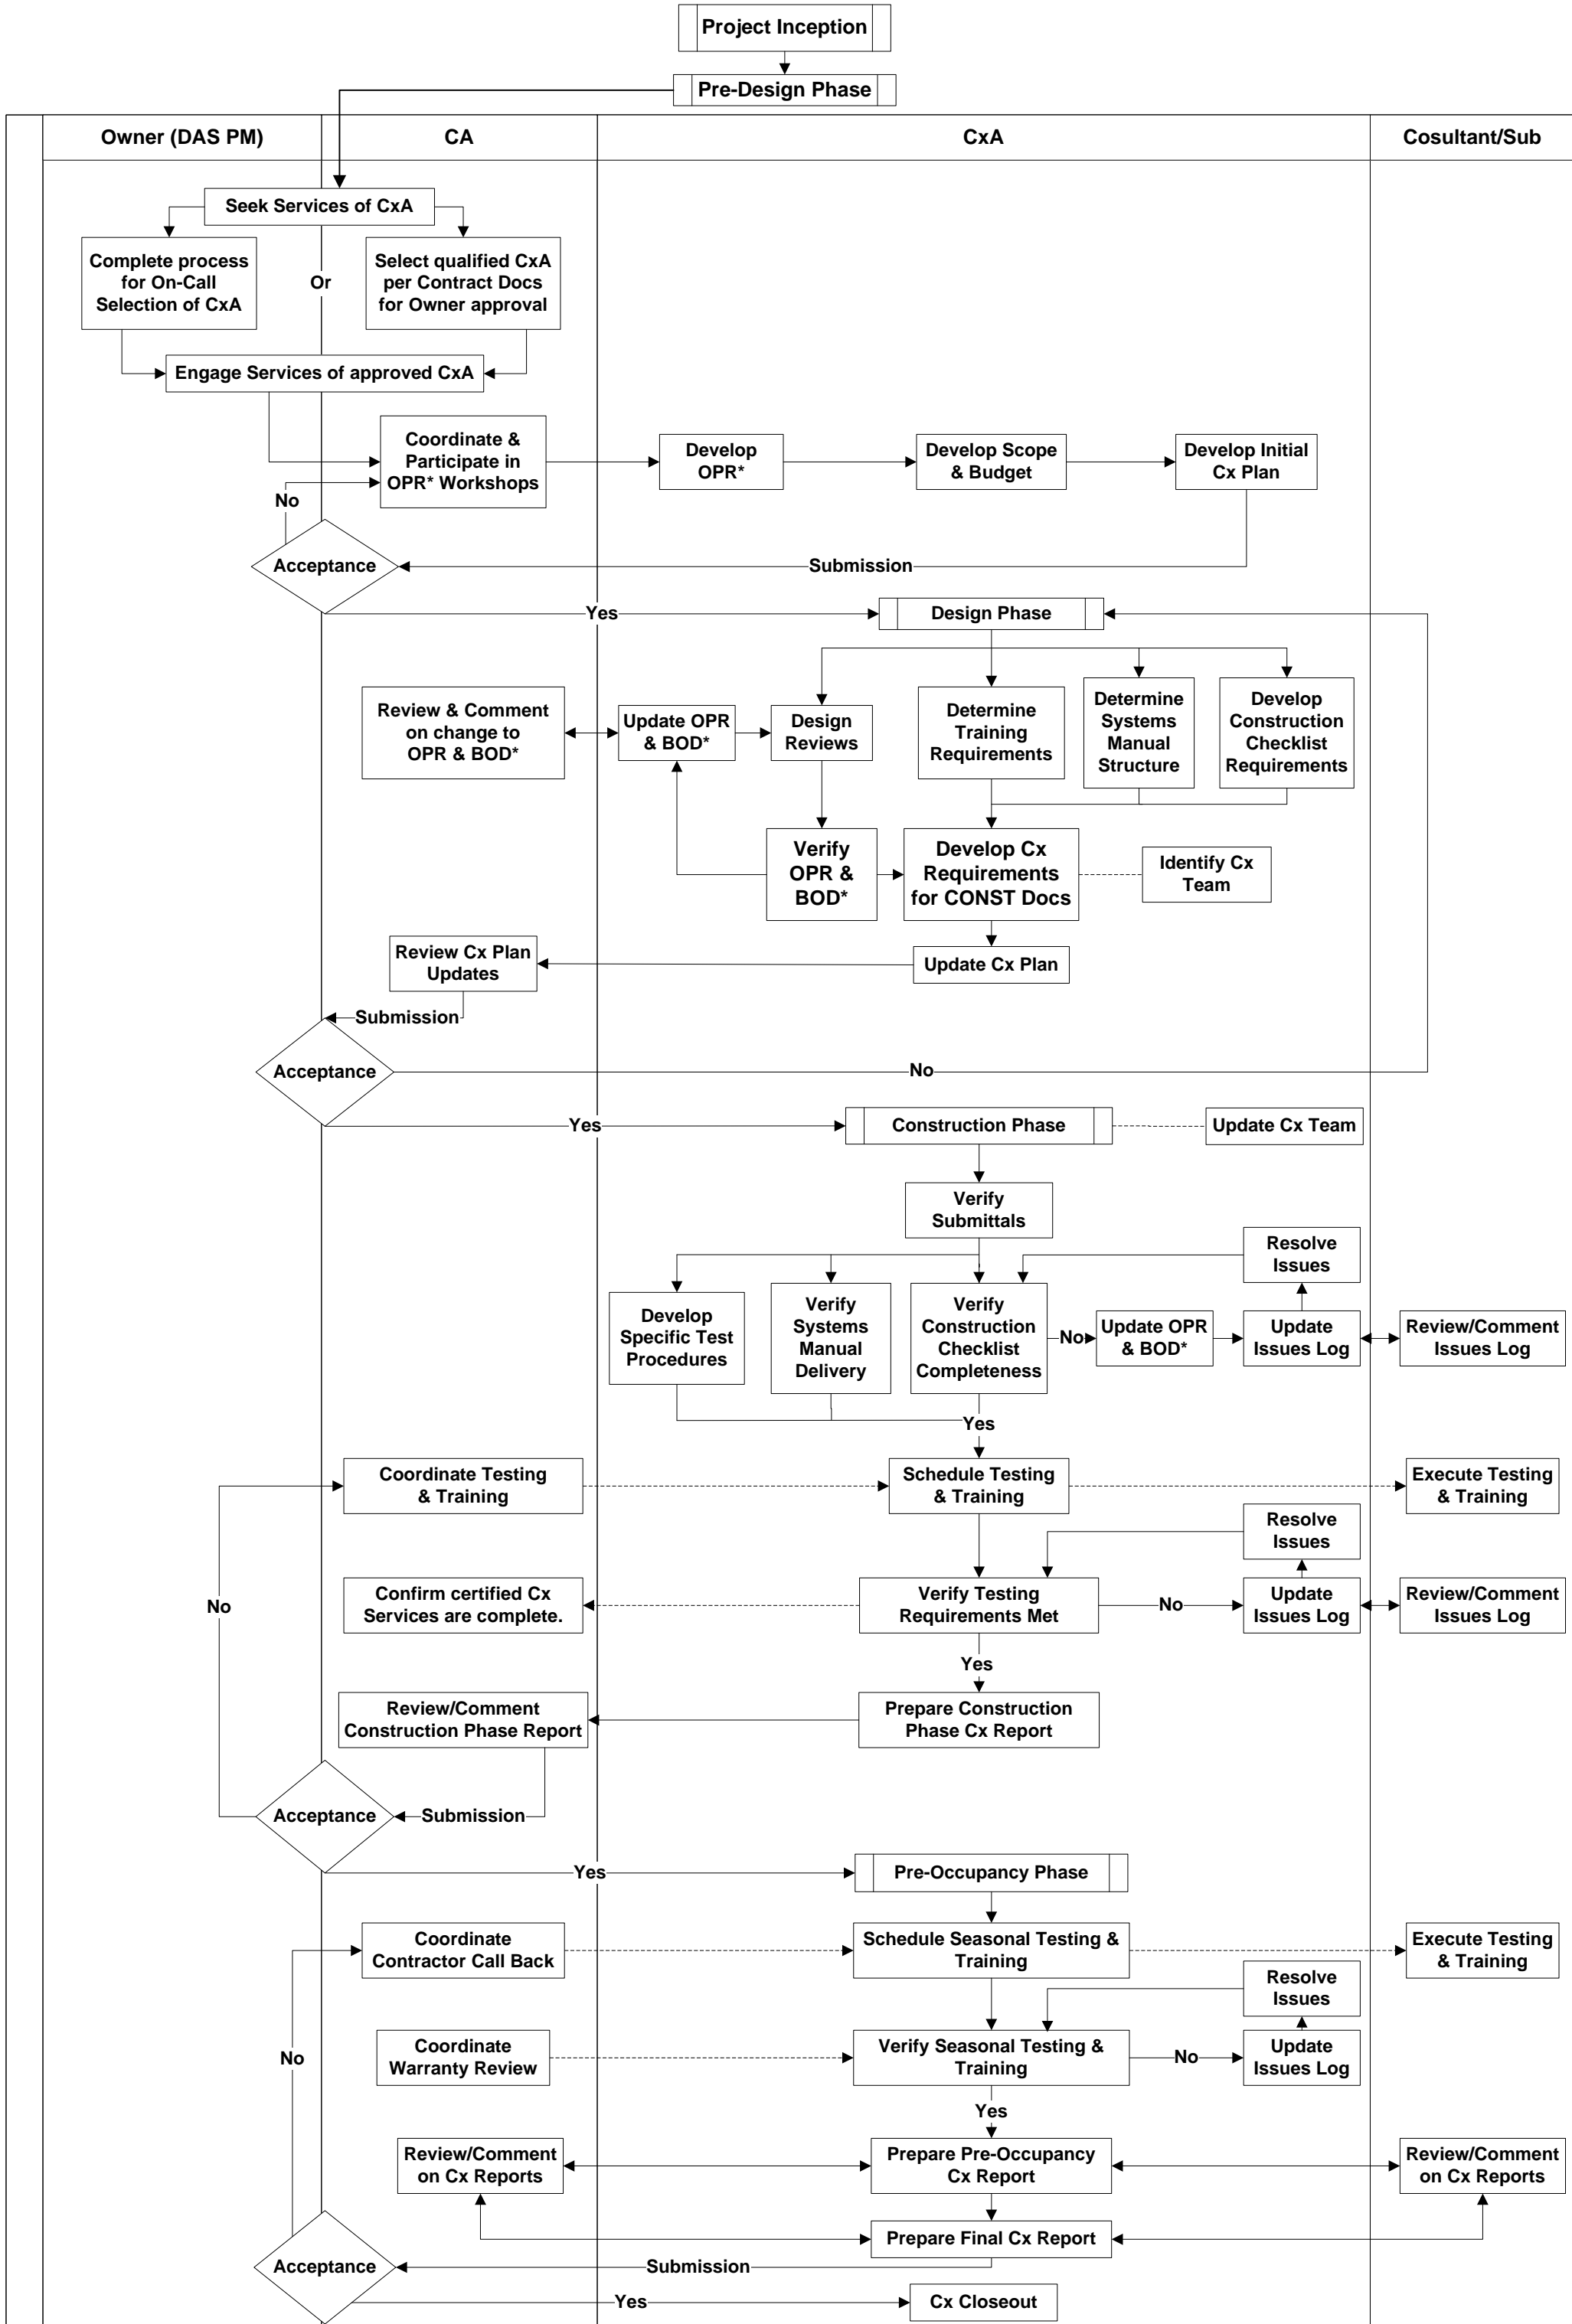 Project Inception
Pre-Design Phase
Owner (DAS PM)
CA
CxA
Cosultant/Sub
Seek Services of CxA
Complete process
for On-Call
Selection of CxA
Or
Select qualified CxA
per Contract Docs
for Owner approval
Engage Services of approved CxA
Coordinate &
Participate in
OPR* Workshops
Develop
OPR*
Develop Scope
& Budget
Develop Initial
Cx Plan
No
Acceptance
Submission
Yes
Design Phase
Review & Comment
on change to
OPR & BOD*
Update OPR
& BOD*
Design
Reviews
Determine
Training
Requirements
Determine
Systems
Manual
Structure
Develop
Construction
Checklist
Requirements
Verify
OPR &
BOD*
Develop Cx
Requirements
for CONST Docs
Identify Cx
Team
Review Cx Plan
Updates
Update Cx Plan
Submission
Acceptance
No
Yes
Construction Phase
Update Cx Team
Verify
Submittals
Resolve
Issues
Develop
Specific Test
Procedures
Verify
Systems
Manual
Delivery
Verify
Construction
Checklist
Completeness
No
Update OPR
& BOD*
Update
Issues Log
Review/Comment
Issues Log
Yes
Coordinate Testing
& Training
Schedule Testing
& Training
Execute Testing
& Training
Resolve
Issues
No
Confirm certified Cx
Services are complete.
Verify Testing
Requirements Met
No
Update
Issues Log
Review/Comment
Issues Log
Yes
Review/Comment
Construction Phase Report
Prepare Construction
Phase Cx Report
Acceptance
Submission
Yes
Pre-Occupancy Phase
Coordinate
Contractor Call Back
Schedule Seasonal Testing &
Training
Execute Testing
& Training
Resolve
Issues
No
Coordinate
Warranty Review
Verify Seasonal Testing &
Training
No
Update
Issues Log
Yes
Review/Comment
on Cx Reports
Prepare Pre-Occupancy
Cx Report
Review/Comment
on Cx Reports
Prepare Final Cx Report
Acceptance
Submission
Yes
Cx Closeout